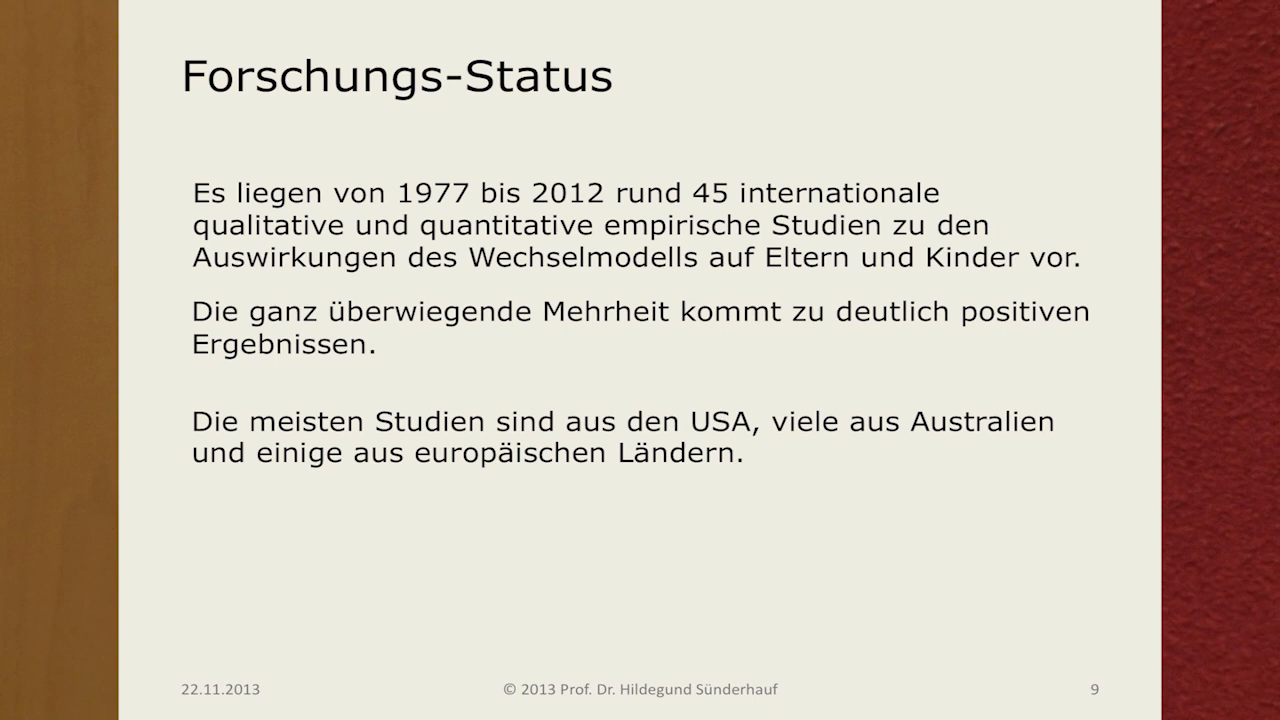 Forschungs-Status
Es liegen von 1977 bis 2012 rund 45 internationale
qualitative und quantitative empirische Studien zu den
Auswirkungen des Wechselmodells auf Eltern und Kinder vor.
Die ganz überwiegende Mehrheit kommt zu deutlich positiven
Ergebnissen.
Die meisten Studien sind aus den USA, viele aus Australien
und einige aus europäischen Ländern.
22.11.2013
© 2013 Prof. Dr. Hildegund Sünderhauf
9